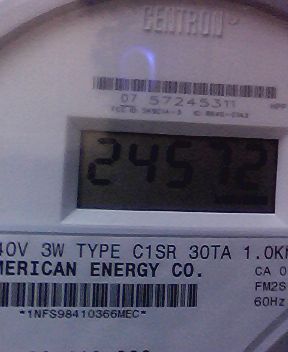 CENTRON
07 57245311
24572
40V 3W TYPE C1SR 30TA 1.0K
MERICAN ENERGY CO.
CA 0
FM2S
60Hz
*1NFS98410366MEC*